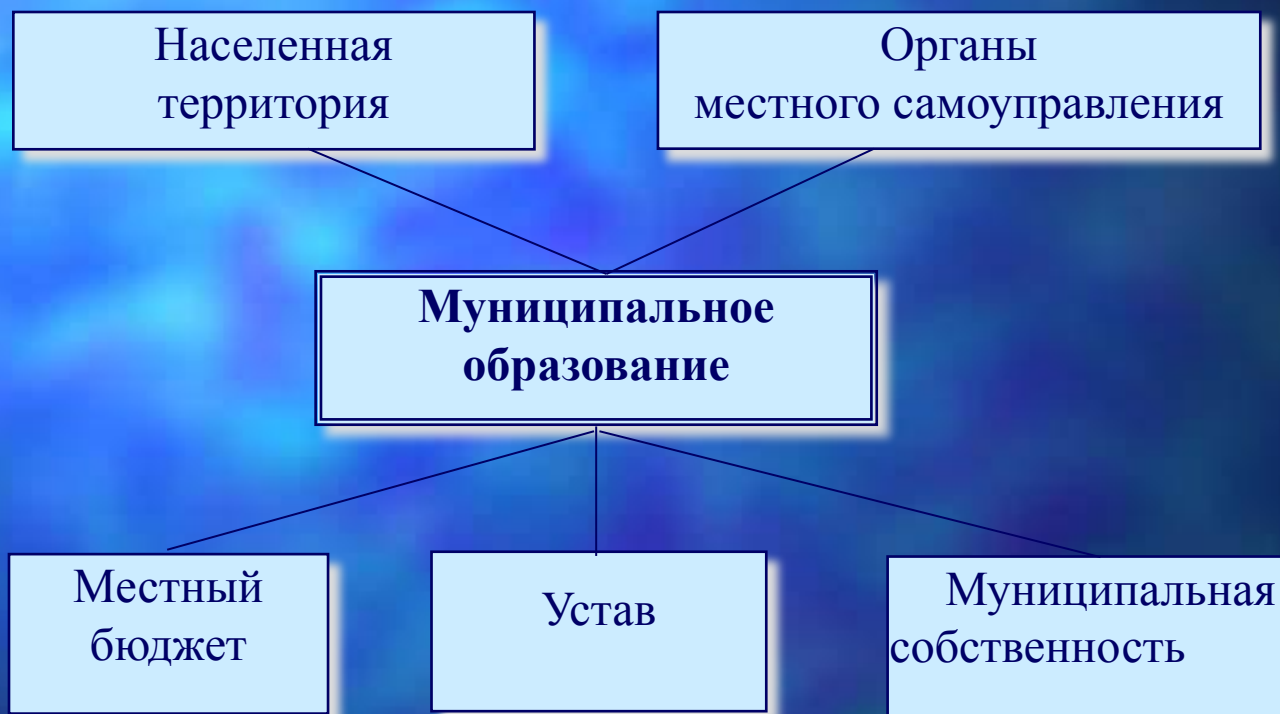 Населенная
территория
Органы
местного самоуправления
Муниципальное
образование
Местный
бюджет
Устав
Муниципальная
собственность